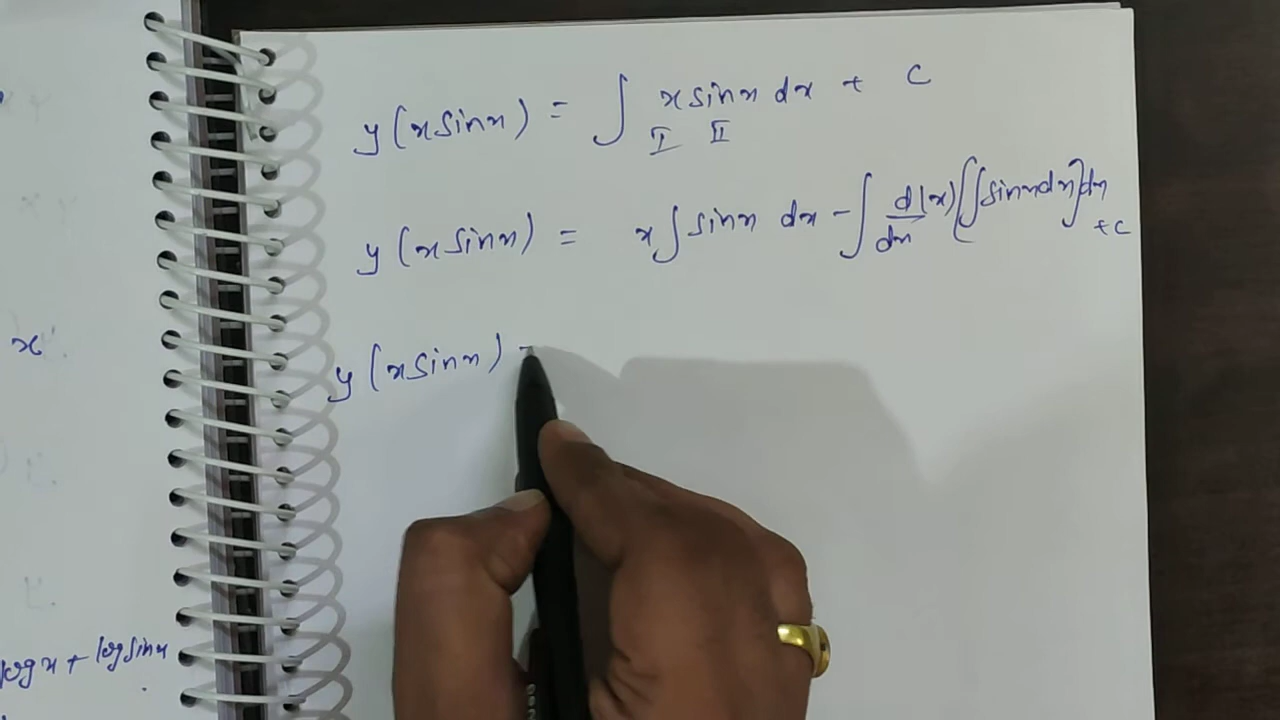 x
log x + log sin x
y (x sin x) = ∫ x sin x dx + c
I II
y (x sin x) = x ∫ sin x dx - ∫ d/dx (x) {∫ sin x dx} dx + c
y (x sin x) -